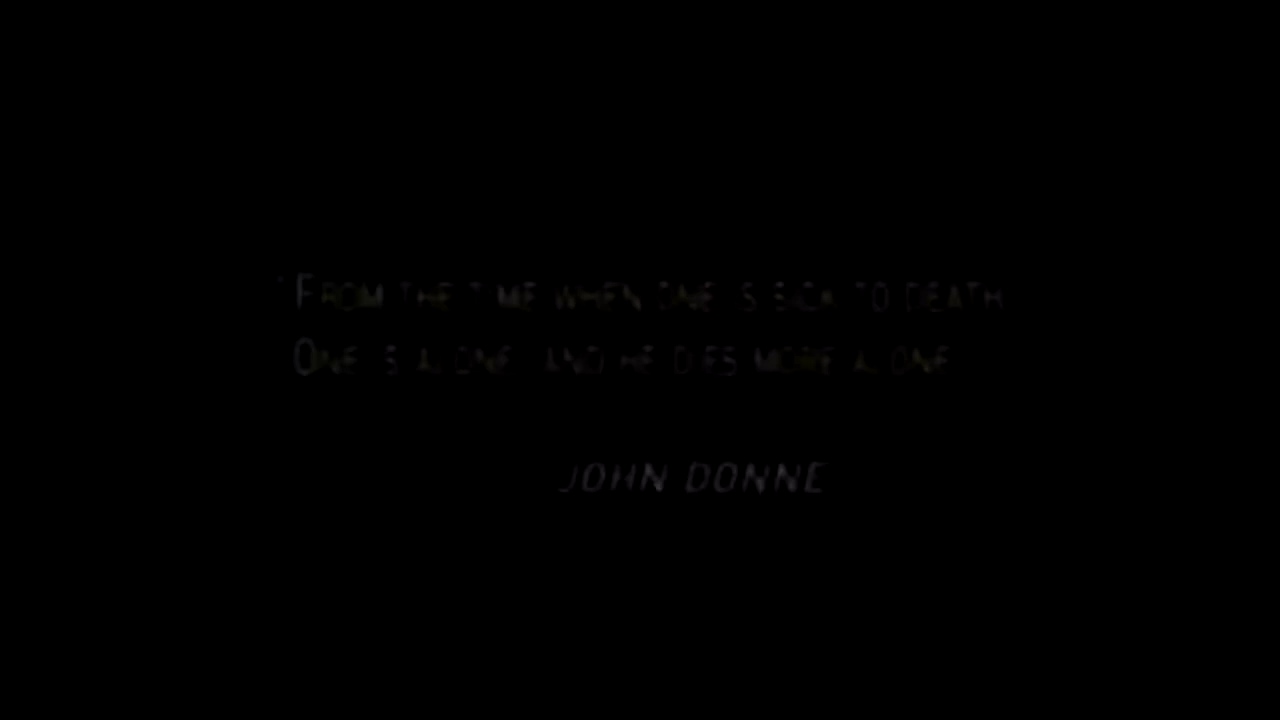 "From the time when one is sick to death
One is alone and he dies more alone
JOHN DONNE